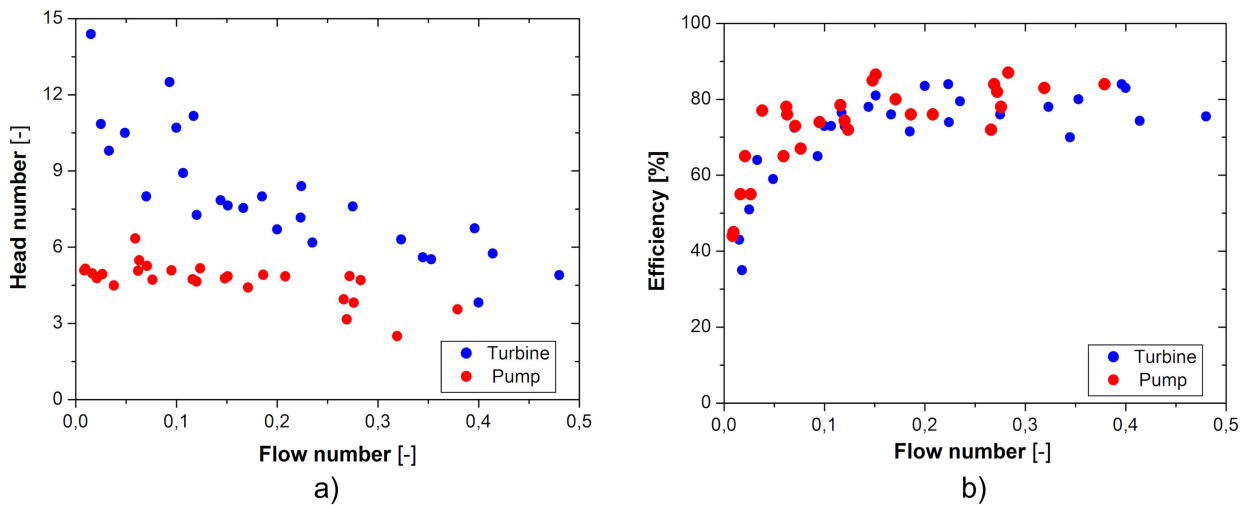 15
12
9
6
3
0
Head number [-]
0,0 0,1 0,2 0,3 0,4 0,5
Flow number [-]
Turbine
Pump
a)
100
80
60
40
20
0
Efficiency [%]
0,0 0,1 0,2 0,3 0,4 0,5
Flow number [-]
Turbine
Pump
b)